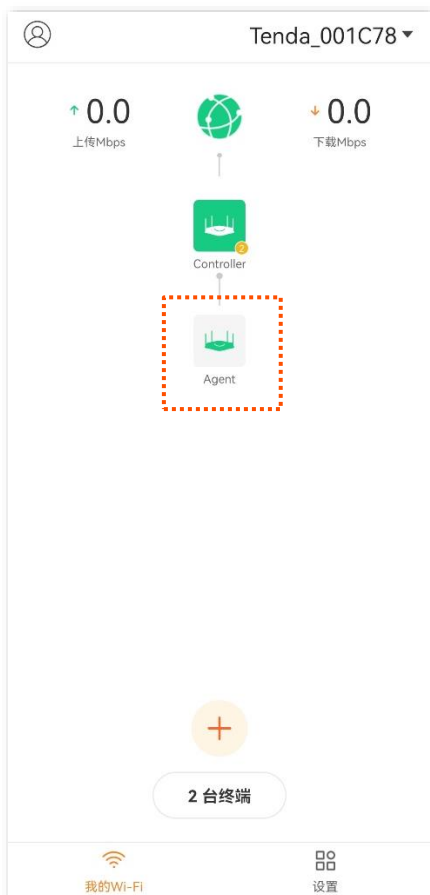 Tenda_001C78
0.0
上传Mbps
0.0
下载Mbps
2
Controller
Agent
2 台终端
我的Wi-Fi
设置